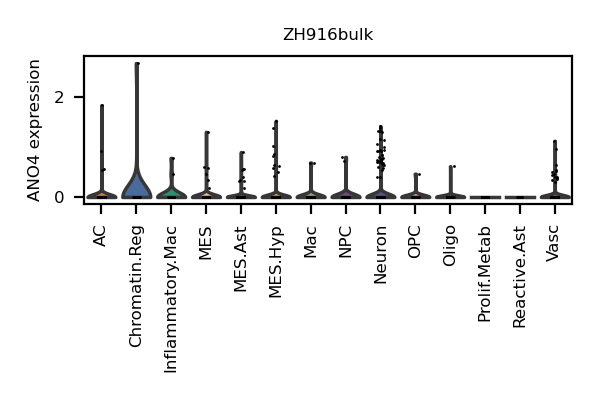 ZH916bulk
ANO4 expression
2
0
AC
Chromatin.Reg
Inflammatory.Mac
MES
MES.Ast
MES.Hyp
Mac
NPC
Neuron
OPC
Oligo
Prolif.Metab
Reactive.Ast
Vasc